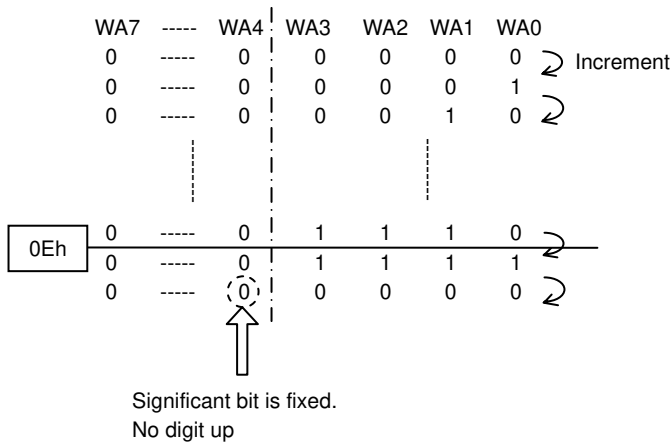 WA7 ----- WA4 WA3 WA2 WA1 WA0
0 ----- 0 0 0 0 0 Increment
0 ----- 0 0 0 0 1
0 ----- 0 0 0 1 0
0 ----- 0 1 1 1 0
0Eh
0 ----- 0 1 1 1 1
0 ----- 0 0 0 0 0
Significant bit is fixed.
No digit up